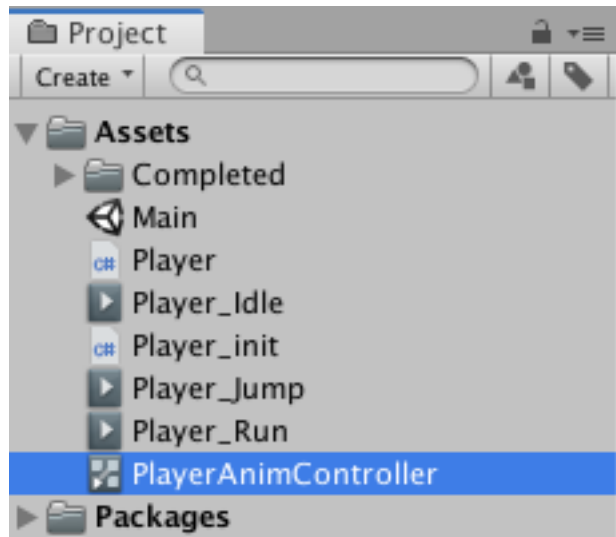 Project
Create
Assets
Completed
Main
c# Player
Player_Idle
c# Player_init
Player_Jump
Player_Run
PlayerAnimController
Packages